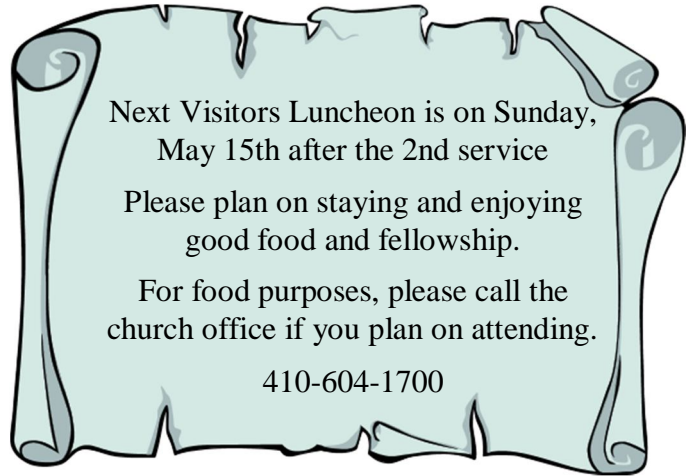 Next Visitors Luncheon is on Sunday,
May 15th after the 2nd service
Please plan on staying and enjoying
good food and fellowship.
For food purposes, please call the
church office if you plan on attending.
410-604-1700